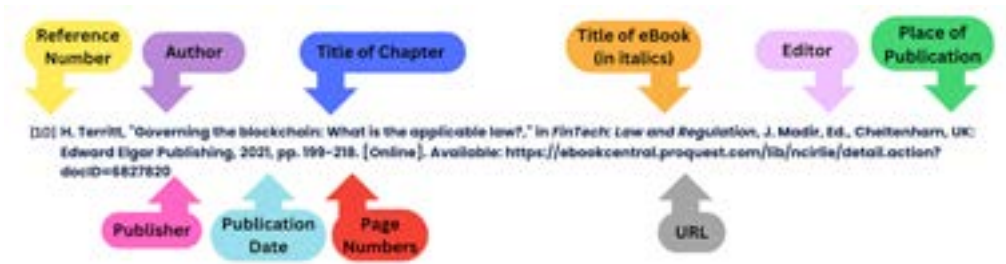 Reference
Number
Author
Title of Chapter
Title of eBook
(in italics)
Editor
Place of
Publication
[10] H. Territt, "Governing the blockchain: What is the applicable law?," in FinTech: Law and Regulation, J. Madir, Ed., Cheltenham, UK:
Edward Elgar Publishing, 2021, pp. 199-218. [Online]. Available: https://ebookcentral.proquest.com/lib/ncirlie/detail.action?
docID=6827820
Publisher
Publication
Date
Page
Numbers
URL